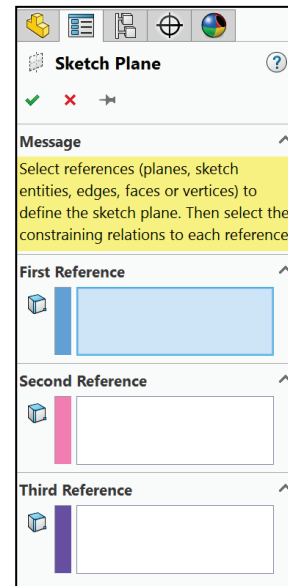 Sketch Plane
?
Message
Select references (planes, sketch
entities, edges, faces or vertices) to
define the sketch plane. Then select the
constraining relations to each reference
First Reference
Second Reference
Third Reference